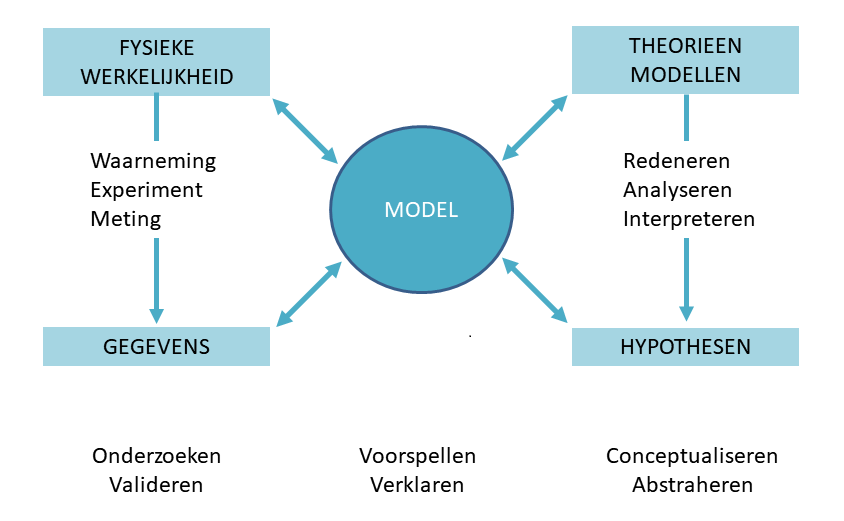 FYSIEKE
WERKELIJKHEID
THEORIEEN
MODELLEN
Waarneming
Experiment
Meting
MODEL
Redeneren
Analyseren
Interpreteren
GEGEVENS
HYPOTHESEN
Onderzoeken
Valideren
Voorspellen
Verklaren
Conceptualiseren
Abstraheren